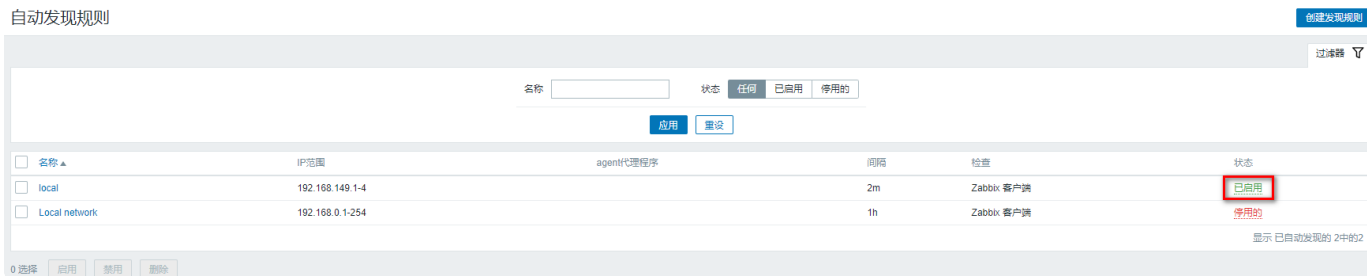 自动发现规则 创建发现规则
过滤器
名称 状态 任何 已启用 停用的
应用 重设
名称 IP范围 agent代理程序 间隔 检查 状态
local 192.168.149.1-4 2m Zabbix 客户端 已启用
Local network 192.168.0.1-254 1h Zabbix 客户端 停用的
显示 已自动发现的 2中的2
0 选择 启用 禁用 删除